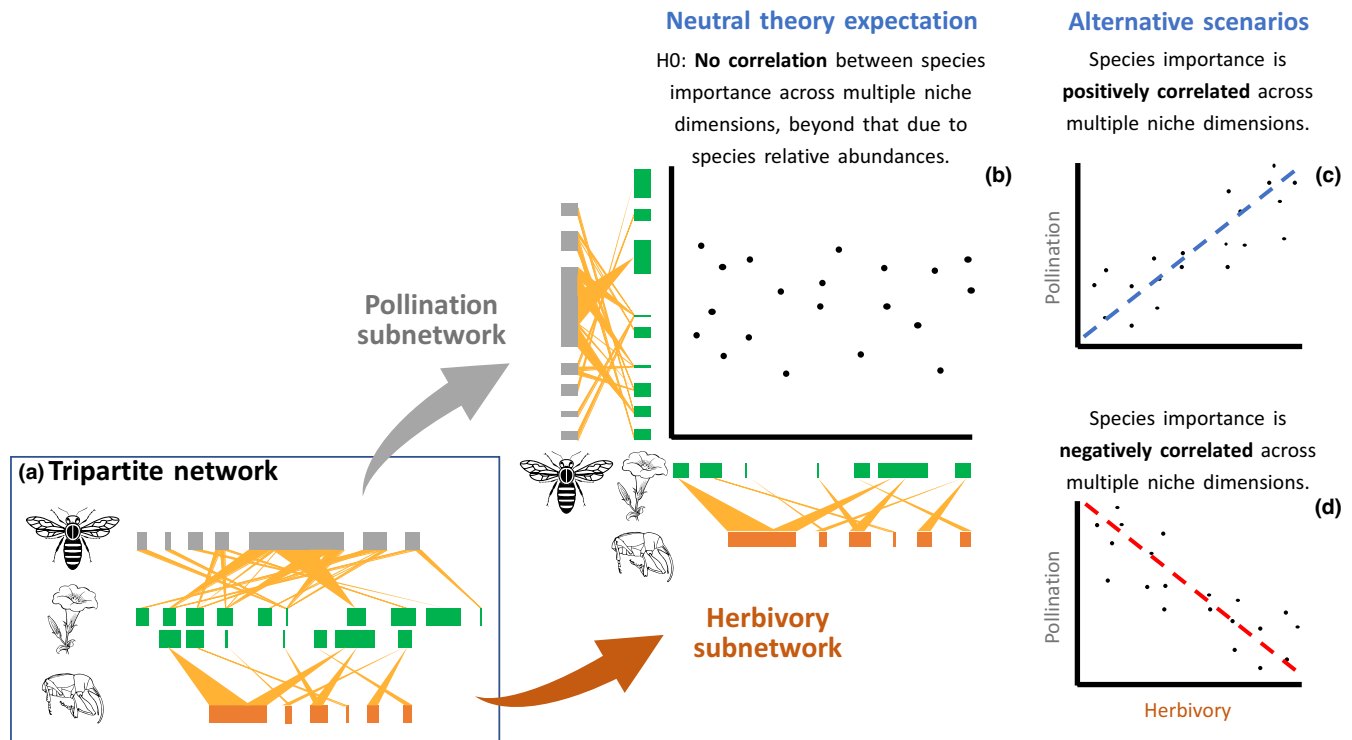 Neutral theory expectation
H0: No correlation between species
importance across multiple niche
dimensions, beyond that due to
species relative abundances.
(b)
Alternative scenarios
Species importance is
positively correlated across
multiple niche dimensions.
(c)
Pollination
Pollination
subnetwork
Species importance is
negatively correlated across
multiple niche dimensions.
(d)
Pollination
Herbivory
(a) Tripartite network
Herbivory
subnetwork